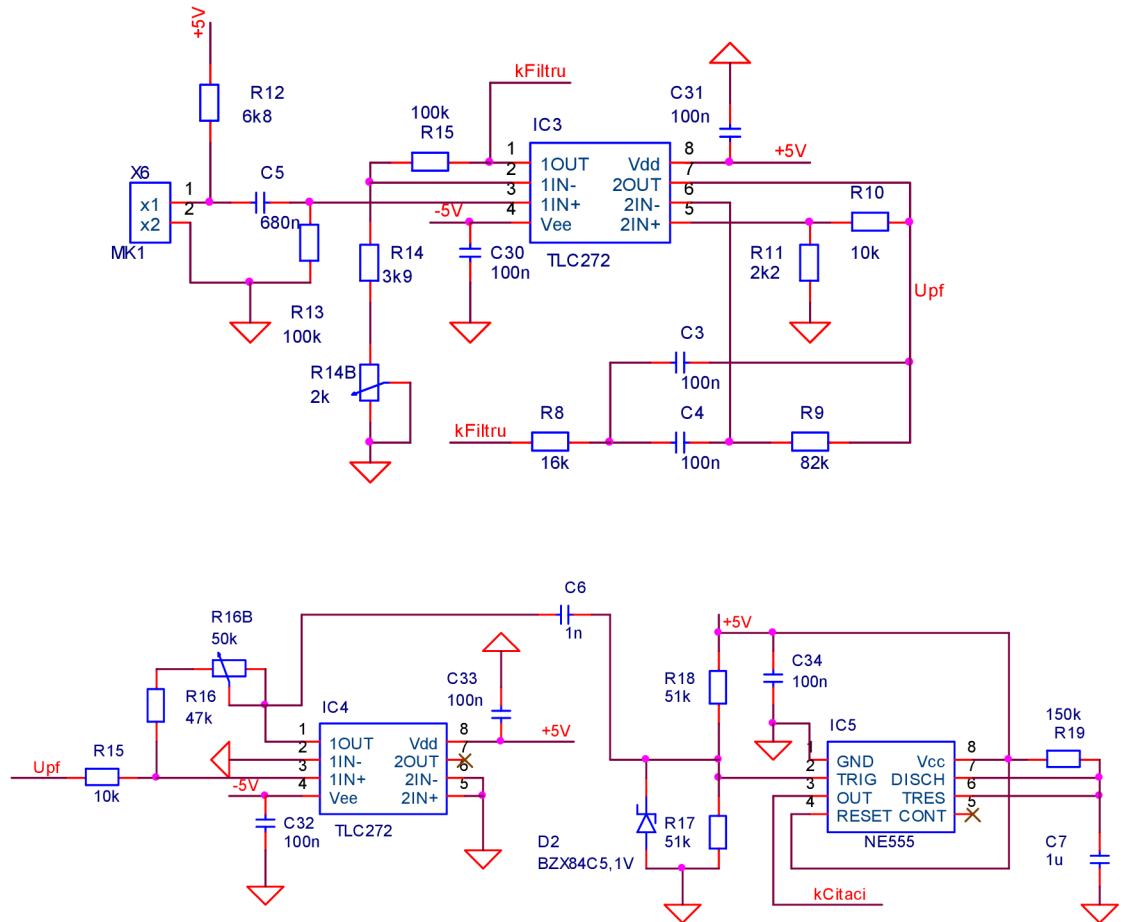 +5V
R12
6k8
X6
x1
x2
1
2
MK1
C5
680n
R13
100k
100k
R15
kFiltru
R14
3k9
R14B
2k
-5V
C30
100n
IC3
1
2
3
4
1OUT
1IN-
1IN+
Vee
Vdd
2OUT
2IN-
2IN+
8
7
6
5
TLC272
C31
100n
+5V
R10
10k
R11
2k2
Upf
C3
100n
kFiltru
R8
16k
C4
100n
R9
82k
C6
1n
R16B
50k
R16
47k
Upf
R15
10k
-5V
C32
100n
IC4
1
2
3
4
1OUT
1IN-
1IN+
Vee
Vdd
2OUT
2IN-
2IN+
8
7
6
5
TLC272
C33
100n
+5V
+5V
R18
51k
C34
100n
R17
51k
D2
BZX84C5,1V
IC5
1
2
3
4
GND
TRIG
OUT
RESET
Vcc
DISCH
TRES
CONT
8
7
6
5
NE555
150k
R19
C7
1u
kCitaci